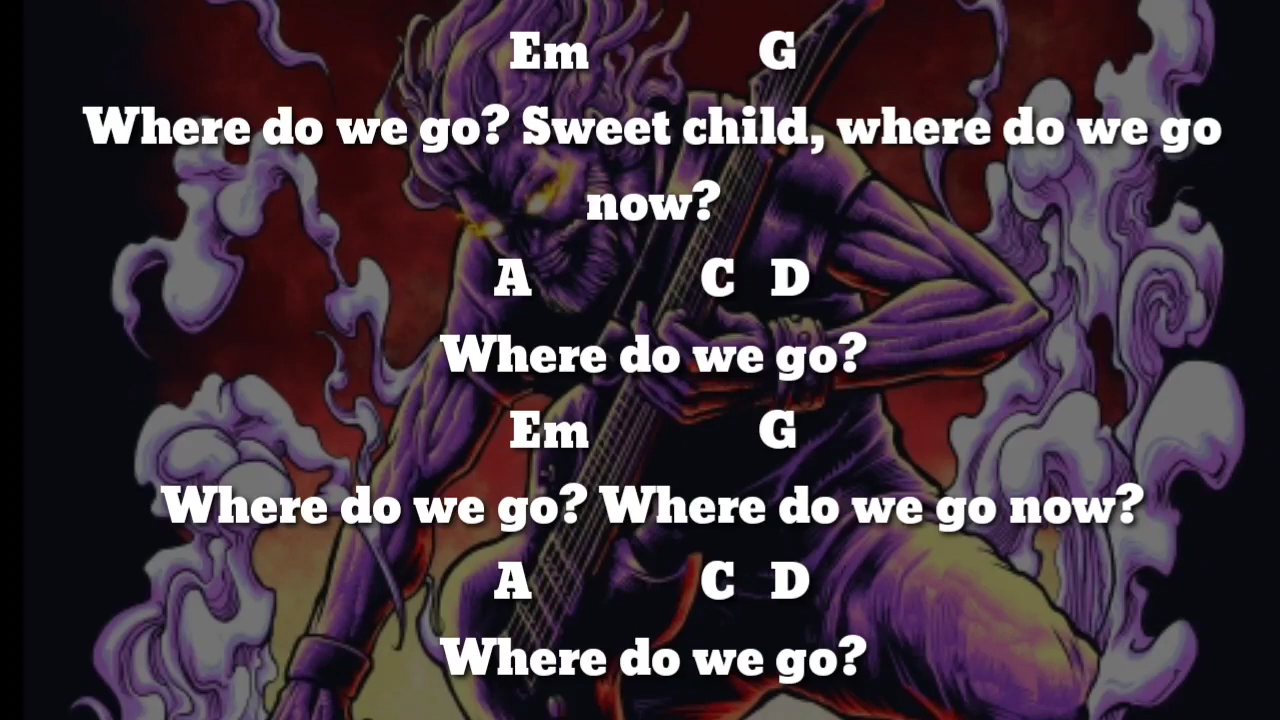 Em G
Where do we go? Sweet child, where do we go
now?
A C D
Where do we go?
Em G
Where do we go? Where do we go now?
A C D
Where do we go?